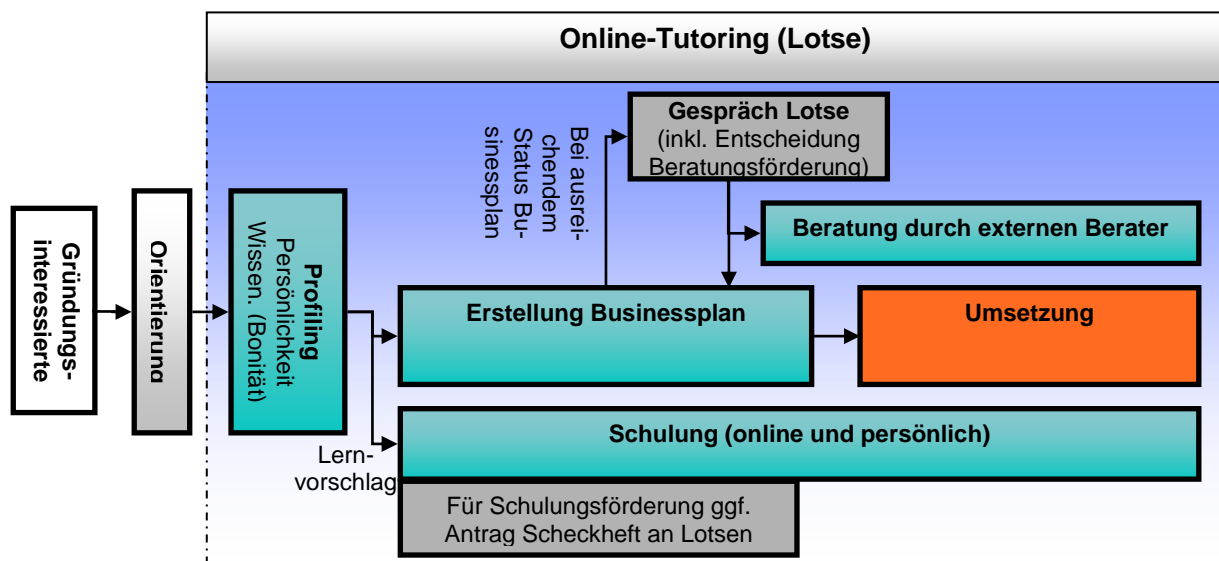 Online-Tutoring (Lotse)
Gründungs-
interessierte
Orientierung
Profiling
Persönlichkeit
Wissen. (Bonität)
Bei ausrei-
chendem
Status Bu-
sinessplan
Gespräch Lotse
(inkl. Entscheidung
Beratungsförderung)
Beratung durch externen Berater
Erstellung Businessplan
Umsetzung
Lern-
vorschlag
Schulung (online und persönlich)
Für Schulungsförderung ggf.
Antrag Scheckheft an Lotsen